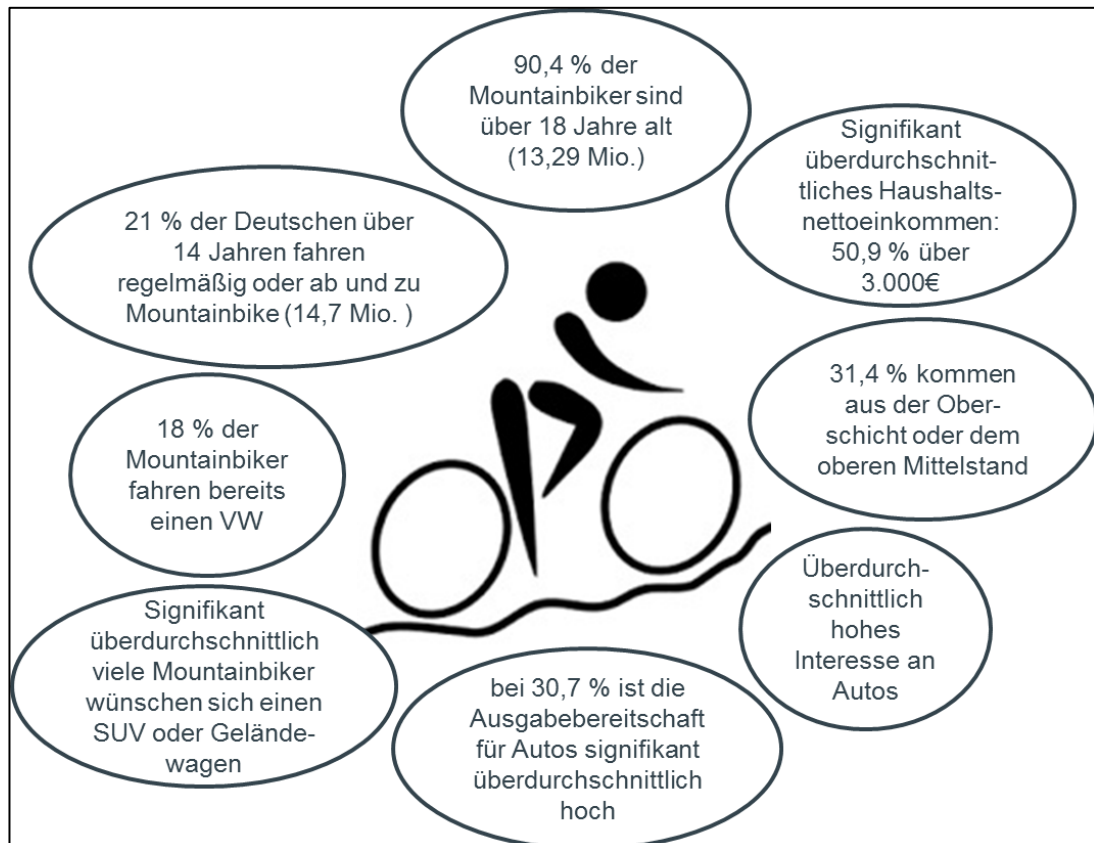 90,4 % der
Mountainbiker sind
über 18 Jahre alt
(13,29 Mio.)
Signifikant
überdurchschnit-
ttliches Haushalts-
nettoeinkommen:
50,9 % über
3.000€
21 % der Deutschen über
14 Jahren fahren
regelmäßig oder ab und zu
Mountainbike (14,7 Mio. )
31,4 % kommen
aus der Ober-
schicht oder dem
oberen Mittelstand
18 % der
Mountainbiker
fahren bereits
einen VW
Überdurch-
schnittlich
hohes
Interesse an
Autos
Signifikant
überdurchschnittlich
viele Mountainbiker
wünschen sich einen
SUV oder Gelände-
wagen
bei 30,7 % ist die
Ausgabebereitschaft
für Autos signifikant
überdurchschnittlich
hoch